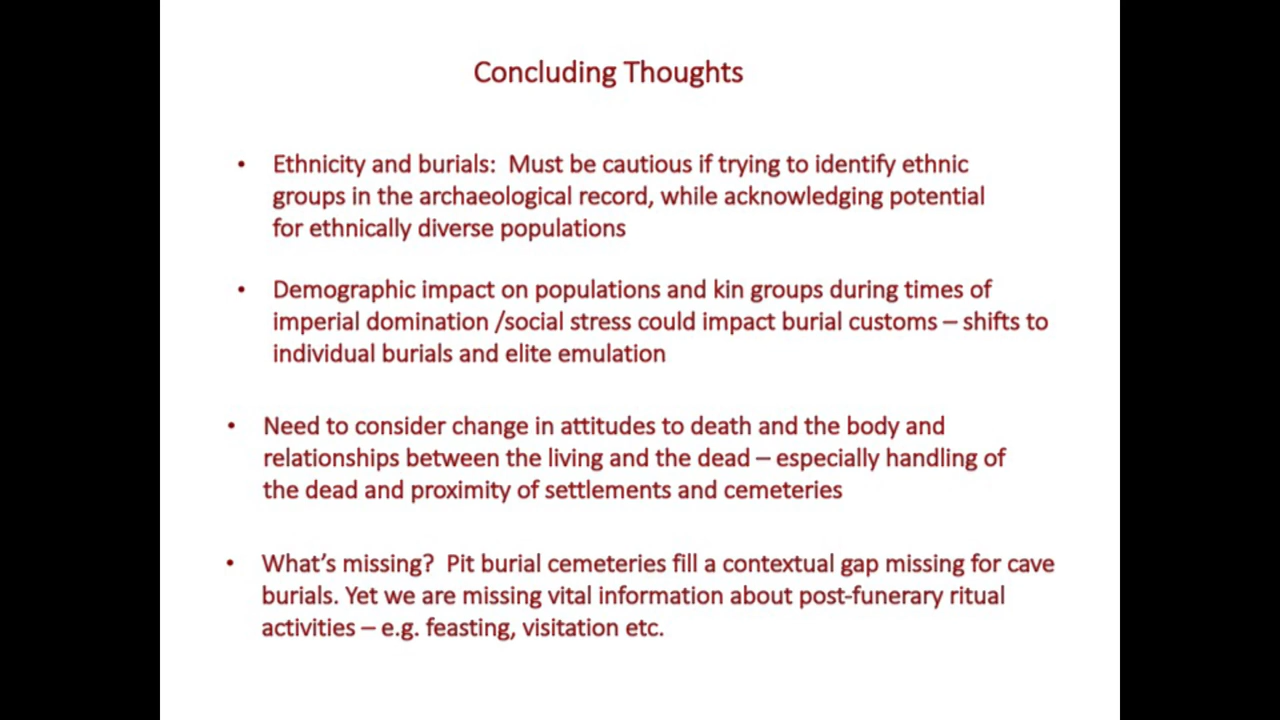 Concluding Thoughts
• Ethnicity and burials:  Must be cautious if trying to identify ethnic
groups in the archaeological record, while acknowledging potential
for ethnically diverse populations
• Demographic impact on populations and kin groups during times of
imperial domination /social stress could impact burial customs – shifts to
individual burials and elite emulation
• Need to consider change in attitudes to death and the body and
relationships between the living and the dead – especially handling of
the dead and proximity of settlements and cemeteries
• What’s missing?  Pit burial cemeteries fill a contextual gap missing for cave
burials. Yet we are missing vital information about post-funerary ritual
activities – e.g. feasting, visitation etc.